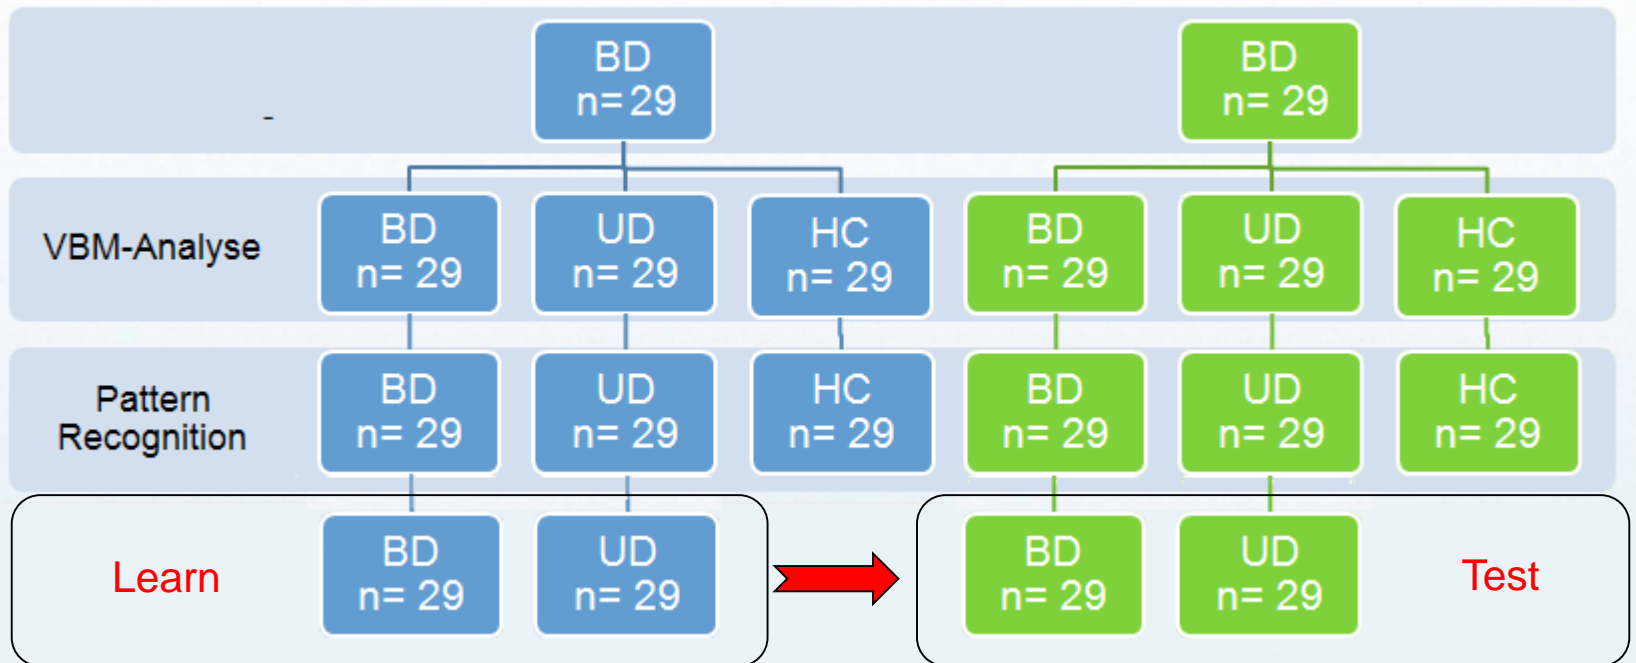 BD
n= 29
BD
n= 29
-
VBM-Analyse
BD
n= 29
UD
n= 29
HC
n= 29
BD
n= 29
UD
n= 29
HC
n= 29
Pattern
Recognition
BD
n= 29
UD
n= 29
HC
n= 29
BD
n= 29
UD
n= 29
HC
n= 29
Learn
BD
n= 29
UD
n= 29
BD
n= 29
UD
n= 29
Test